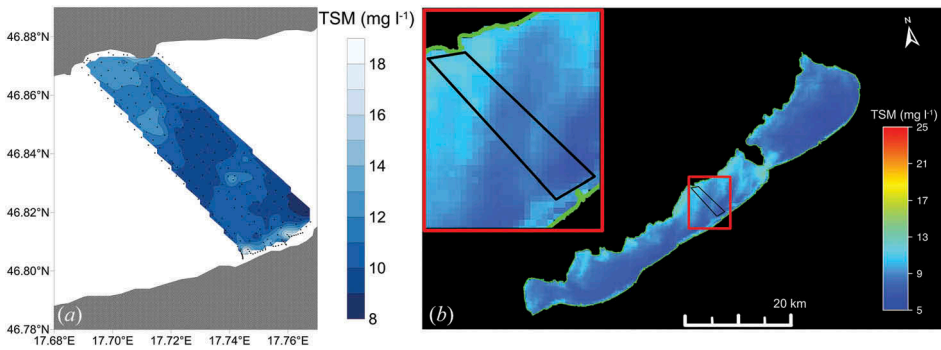 TSM (mg l-1)
46.88°N
46.86°N
46.84°N
46.82°N
46.80°N
46.78°N
17.68°E 17.70°E 17.72°E 17.74°E 17.76°E
(a)
18
16
14
12
10
8
(b)
N
TSM (mg l-1)
25
21
17
13
9
5
20 km